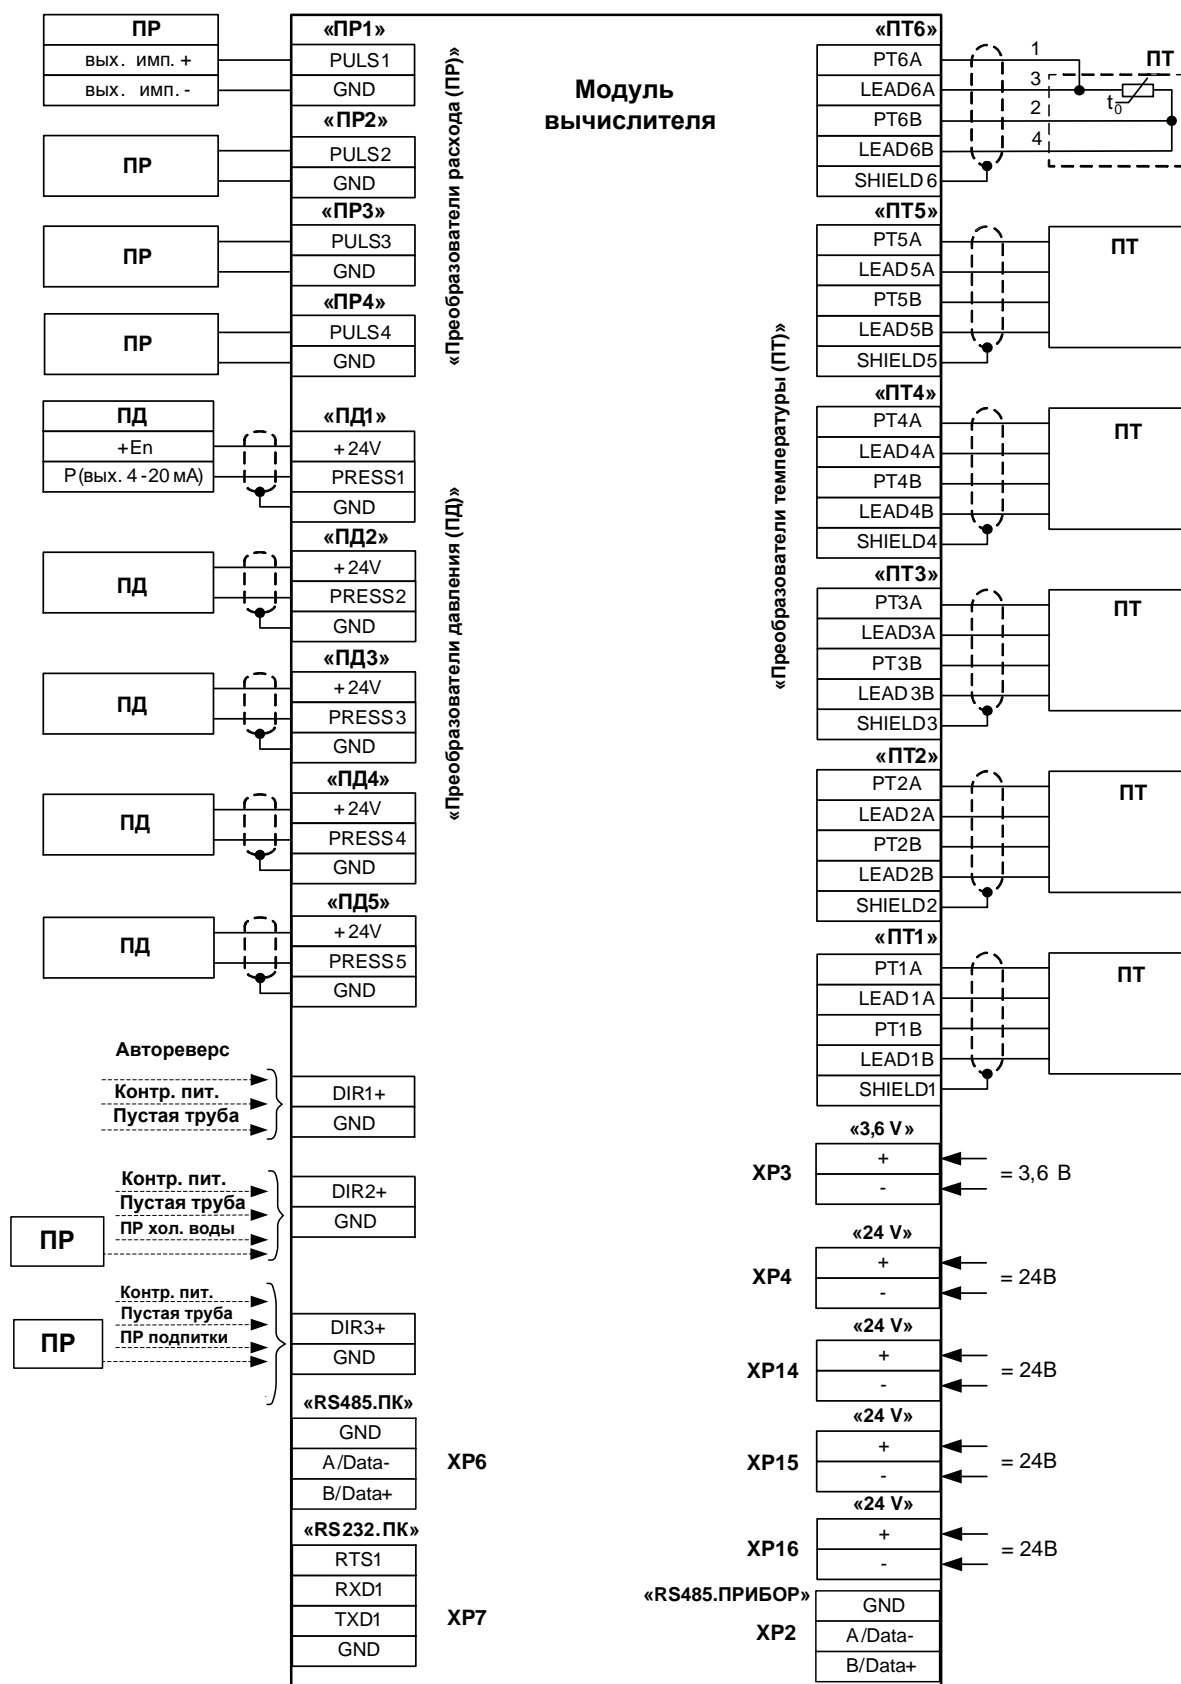 ПР
вых. имп. +
вых. имп. -
«ПР1»
PULS1
GND
«ПР2»
ПР
PULS2
GND
«ПР3»
ПР
PULS3
GND
«ПР4»
ПР
PULS4
GND
«Преобразователи расхода (ПР)»
ПД
+En
P(вых. 4-20 мА)
«ПД1»
+24V
PRESS1
GND
«ПД2»
ПД
+24V
PRESS2
GND
«ПД3»
ПД
+24V
PRESS3
GND
«ПД4»
ПД
+24V
PRESS4
GND
«ПД5»
ПД
+24V
PRESS5
GND
«Преобразователи давления (ПД)»
Автореверс
Контр. пит.
Пустая труба
DIR1+
GND
Контр. пит.
Пустая труба
ПР хол. воды
ПР
DIR2+
GND
Контр. пит.
Пустая труба
ПР подпитки
ПР
DIR3+
GND
«RS485.ПК»
GND
A/Data-
B/Data+
XP6
«RS232.ПК»
RTS1
RXD1
TXD1
GND
XP7
Модуль
вычислителя
«ПТ6»
PT6A
LEAD6A
PT6B
LEAD6B
SHIELD6
1
3
2
4
ПТ
t0
«ПТ5»
PT5A
LEAD5A
PT5B
LEAD5B
SHIELD5
ПТ
«ПТ4»
PT4A
LEAD4A
PT4B
LEAD4B
SHIELD4
ПТ
«ПТ3»
PT3A
LEAD3A
PT3B
LEAD3B
SHIELD3
ПТ
«ПТ2»
PT2A
LEAD2A
PT2B
LEAD2B
SHIELD2
ПТ
«ПТ1»
PT1A
LEAD1A
PT1B
LEAD1B
SHIELD1
ПТ
«Преобразователи температуры (ПТ)»
«3,6 V»
XP3
+
-
= 3,6 В
«24 V»
XP4
+
-
= 24В
«24 V»
XP14
+
-
= 24В
«24 V»
XP15
+
-
= 24В
«24 V»
XP16
+
-
= 24В
«RS485.ПРИБОР»
XP2
GND
A/Data-
B/Data+